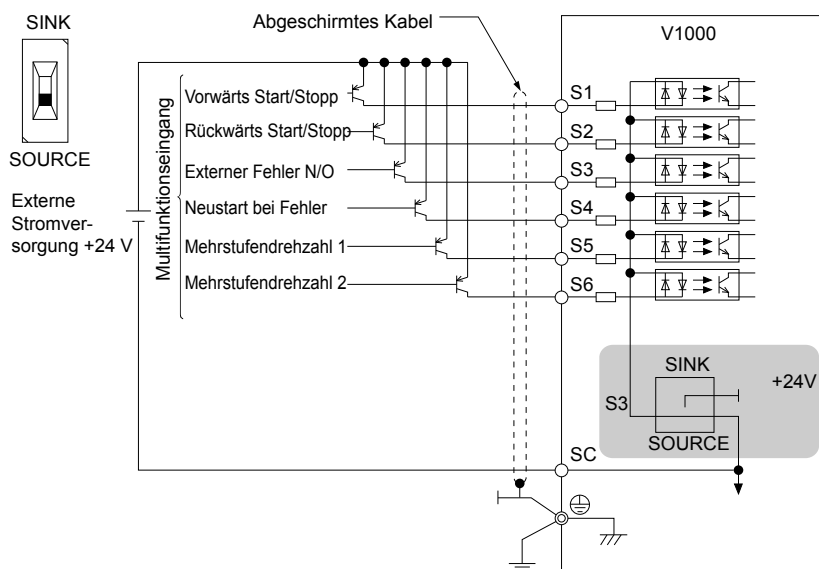 SINK
SOURCE
Externe
Stromver-
sorgung +24 V
Abgeschirmtes Kabel
V1000
Multifunktionseingang
Vorwärts Start/Stopp
S1
Rückwärts Start/Stopp
S2
Externer Fehler N/O
S3
Neustart bei Fehler
S4
Mehrstufendrehzahl 1
S5
Mehrstufendrehzahl 2
S6
SINK
+24V
S3
SOURCE
SC